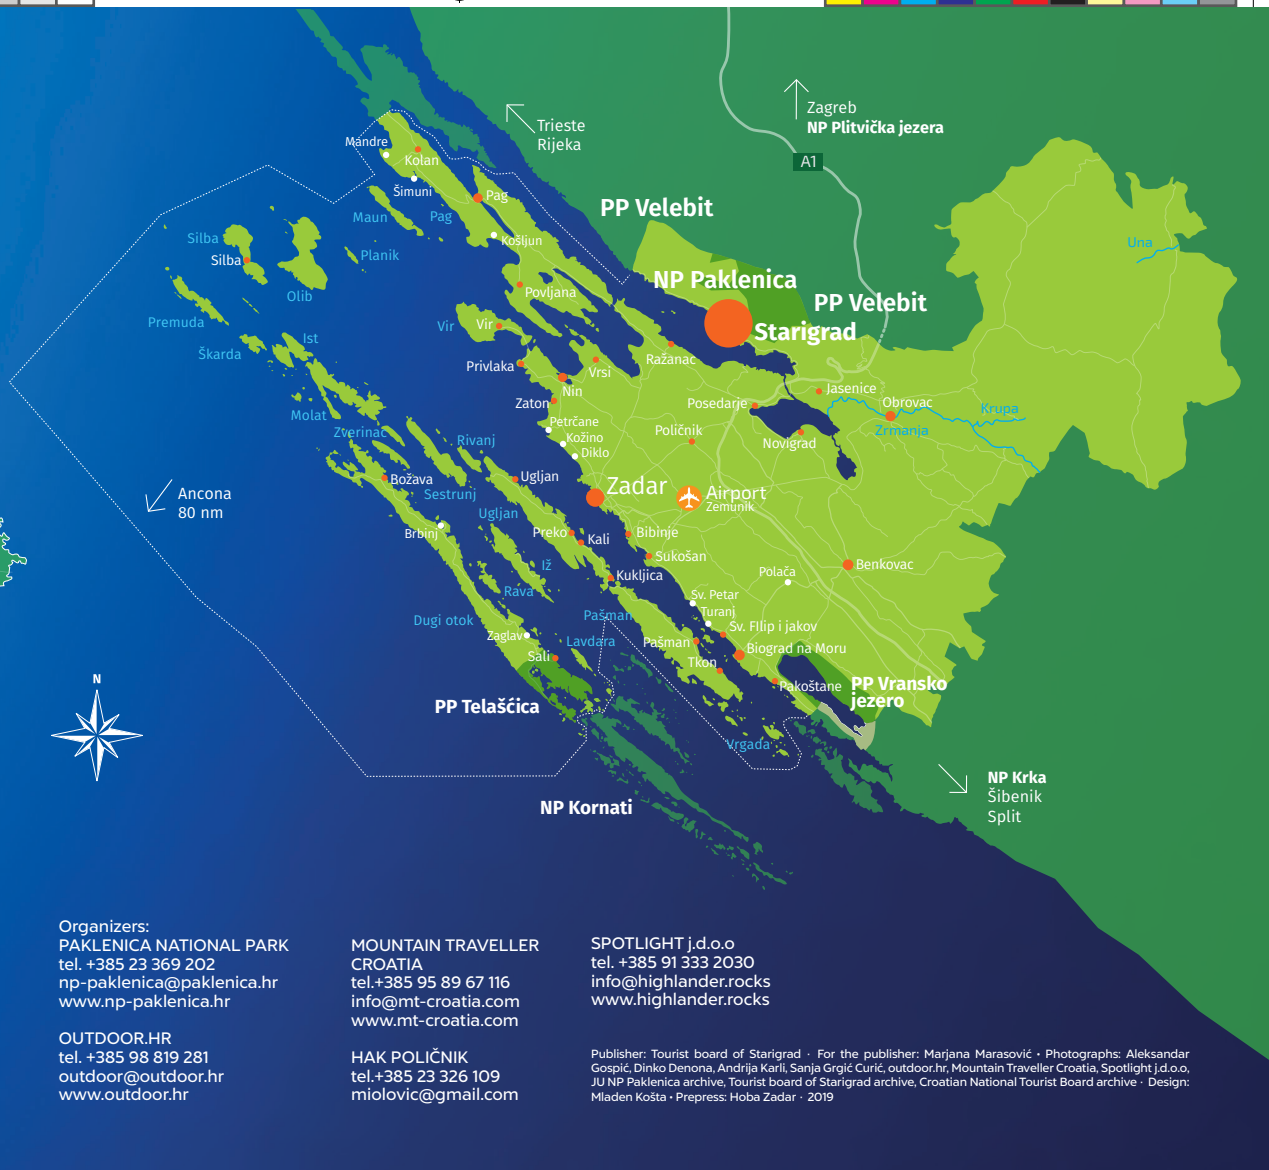 Zagreb
NP Plitvička jezera
Trieste
Rijeka
A1
Mandre
Kolan
Šimuni
Pag
Maun
Pag
PP Velebit
Košljun
Silba
Silba
Planik
Una
Olib
NP Paklenica
Povljana
PP Velebit
Premuda
Vir
Vir
Starigrad
Ist
Škarda
Ražanac
Privlaka
Vrsi
Nin
Jasenice
Zaton
Posedarje
Obrovac
Krupa
Molat
Petrčane
Zverinac
Poličnik
Zrmanja
Rivanj
Kožino
Novigrad
Diklo
Božava
Ugljan
Zadar
Airport
Zemunik
Sestrunj
Ancona
80 nm
Ugljan
Brbinj
Preko
Kali
Bibinje
Sukošan
Iž
Kukljica
Polača
Benkovac
Rava
Sv. Petar
Turanj
Pašman
Dugi otok
Sv. FIlip i jakov
Zaglav
Lavdara
Pašman
Biograd na Moru
Sali
Tkon
N
Pakoštane
PP Vransko
jezero
PP Telašćica
Vrgada
NP Krka
Šibenik
Split
NP Kornati
Organizers:
PAKLENICA NATIONAL PARK
tel. +385 23 369 202
np-paklenica@paklenica.hr
www.np-paklenica.hr
OUTDOOR.HR
tel. +385 98 819 281
outdoor@outdoor.hr
www.outdoor.hr
MOUNTAIN TRAVELLER
CROATIA
tel.+385 95 89 67 116
info@mt-croatia.com
www.mt-croatia.com
HAK POLIČNIK
tel.+385 23 326 109
miolovic@gmail.com
SPOTLIGHT j.d.o.o
tel. +385 91 333 2030
info@highlander.rocks
www.highlander.rocks
Publisher: Tourist board of Starigrad · For the publisher: Marjana Marasović • Photographs: Aleksandar
Gospić, Dinko Denona, Andrija Karli, Sanja Grgić Curić, outdoor.hr, Mountain Traveller Croatia, Spotlight j.d.o.o,
JU NP Paklenica archive, Tourist board of Starigrad archive, Croatian National Tourist Board archive · Design:
Mladen Košta • Prepress: Hoba Zadar · 2019